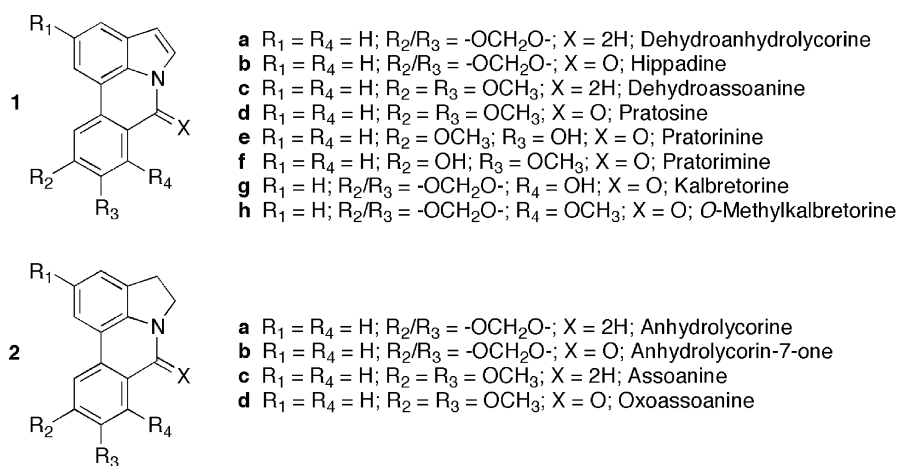 R₁
N
X
R₂
R₄
R₃
1
a R₁ = R₄ = H; R₂/R₃ = -OCH₂O-; X = 2H; Dehydroanhydrolycorine
b R₁ = R₄ = H; R₂/R₃ = -OCH₂O-; X = O; Hippadine
c R₁ = R₄ = H; R₂ = R₃ = OCH₃; X = 2H; Dehydroassoanine
d R₁ = R₄ = H; R₂ = R₃ = OCH₃; X = O; Pratosine
e R₁ = R₄ = H; R₂ = OCH₃; R₃ = OH; X = O; Pratorinine
f R₁ = R₄ = H; R₂ = OH; R₃ = OCH₃; X = O; Pratorimine
g R₁ = H; R₂/R₃ = -OCH₂O-; R₄ = OH; X = O; Kalbretorine
h R₁ = H; R₂/R₃ = -OCH₂O-; R₄ = OCH₃; X = O; O-Methylkalbretorine
R₁
N
X
R₂
R₄
R₃
2
a R₁ = R₄ = H; R₂/R₃ = -OCH₂O-; X = 2H; Anhydrolycorine
b R₁ = R₄ = H; R₂/R₃ = -OCH₂O-; X = O; Anhydrolycorin-7-one
c R₁ = R₄ = H; R₂ = R₃ = OCH₃; X = 2H; Assoanine
d R₁ = R₄ = H; R₂ = R₃ = OCH₃; X = O; Oxoassoanine